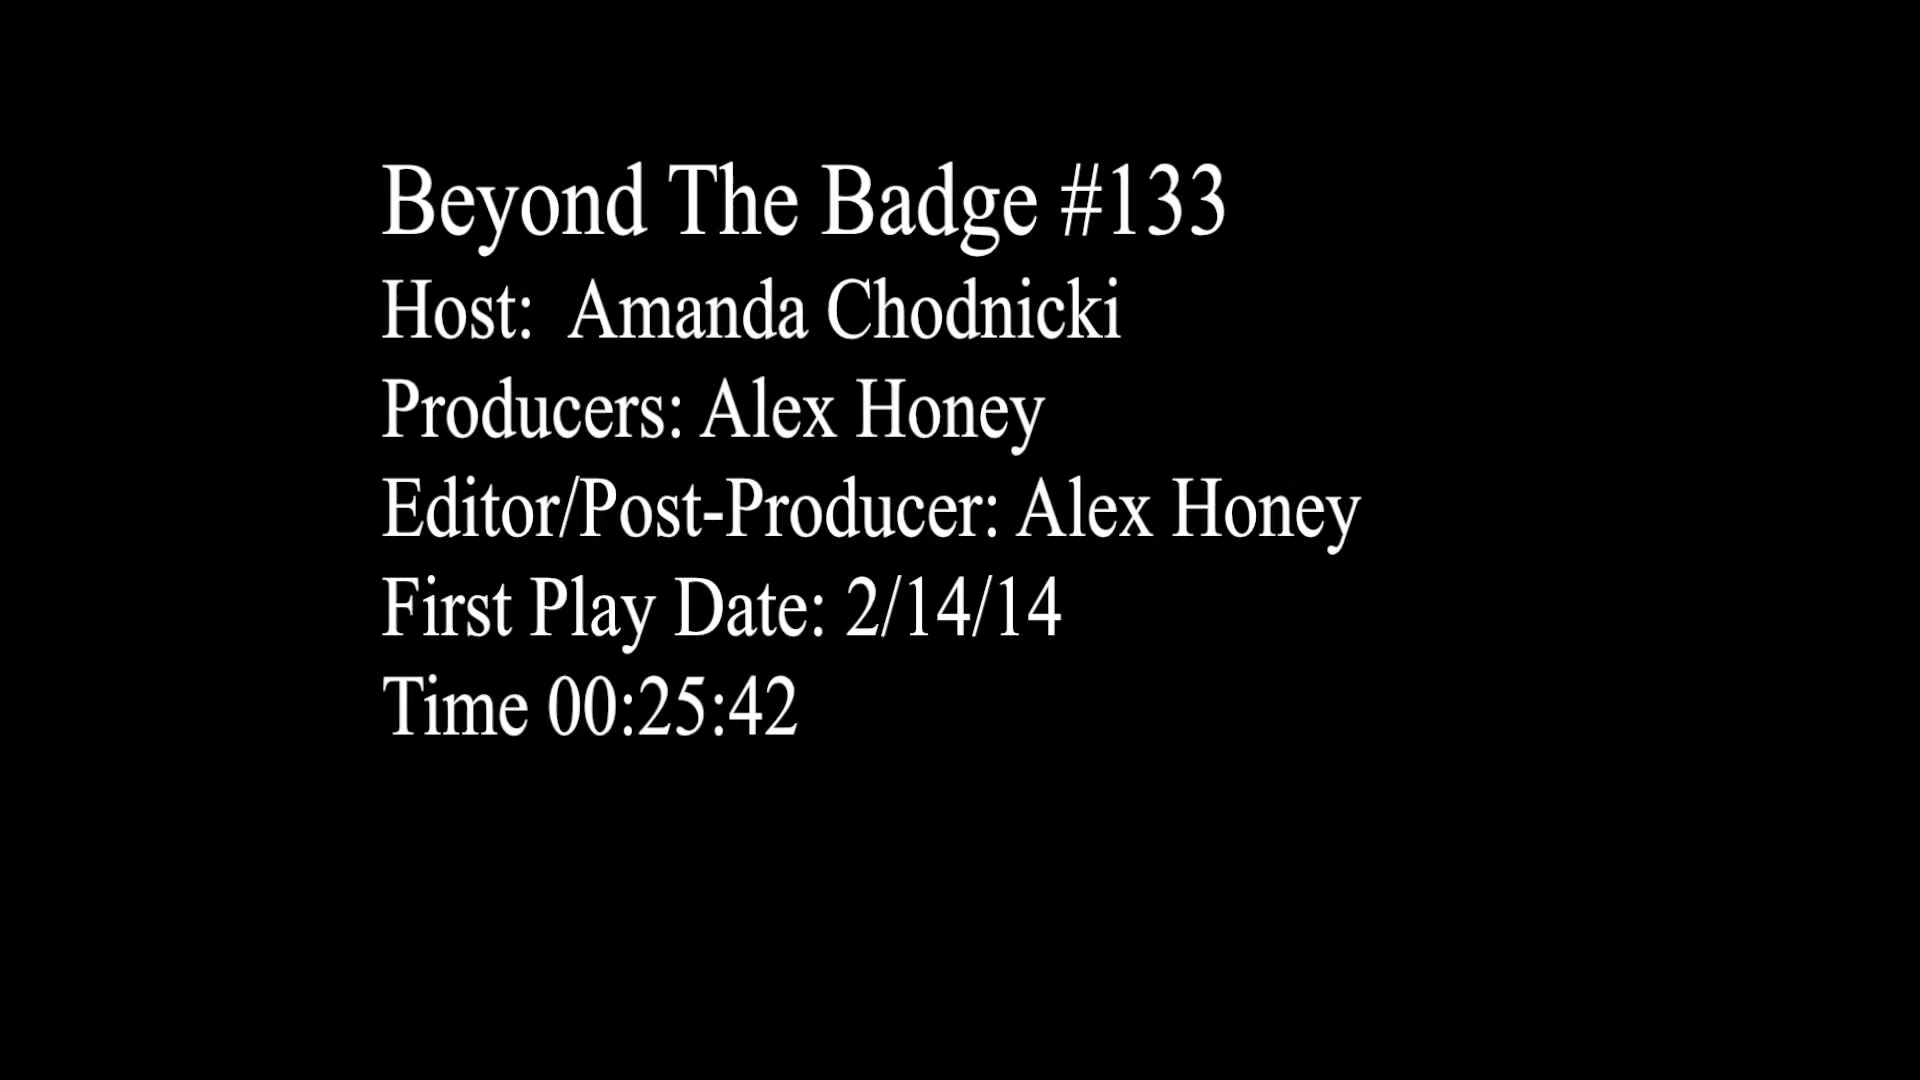 Beyond The Badge #133
Host:  Amanda Chodnicki
Producers: Alex Honey
Editor/Post-Producer: Alex Honey
First Play Date: 2/14/14
Time 00:25:42